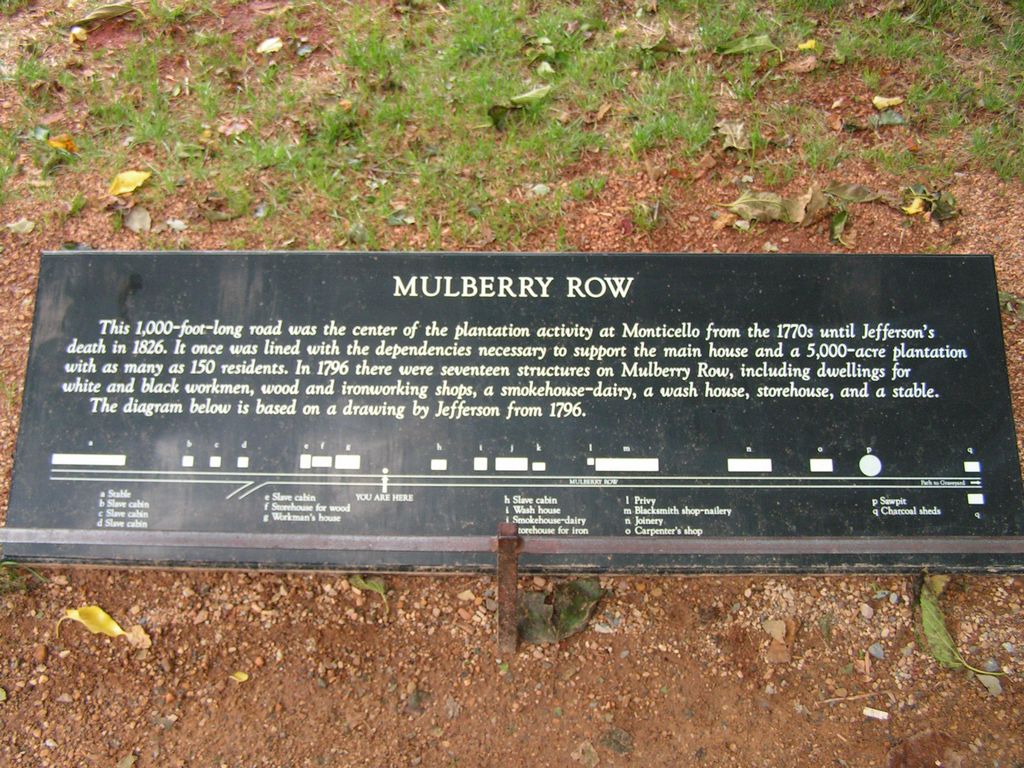 MULBERRY ROW
This 1,000-foot-long road was the center of the plantation activity at Monticello from the 1770s until Jefferson's
death in 1826. It once was lined with the dependencies necessary to support the main house and a 5,000-acre plantation
with as many as 150 residents. In 1796 there were seventeen structures on Mulberry Row, including dwellings for
white and black workmen, wood and ironworking shops, a smokehouse-dairy, a wash house, storehouse, and a stable.
The diagram below is based on a drawing by Jefferson from 1796.
a b c d e f g h i j k l m n o p q
MULBERRY ROW
Path to Graveyard
YOU ARE HERE
q
a Stable
b Slave cabin
c Slave cabin
d Slave cabin
e Slave cabin
f Storehouse for wood
g Workman's house
h Slave cabin
i Wash house
j Smokehouse-dairy
torehouse for iron
l Privy
m Blacksmith shop-nailery
n Joinery
o Carpenter's shop
p Sawpit
q Charcoal sheds